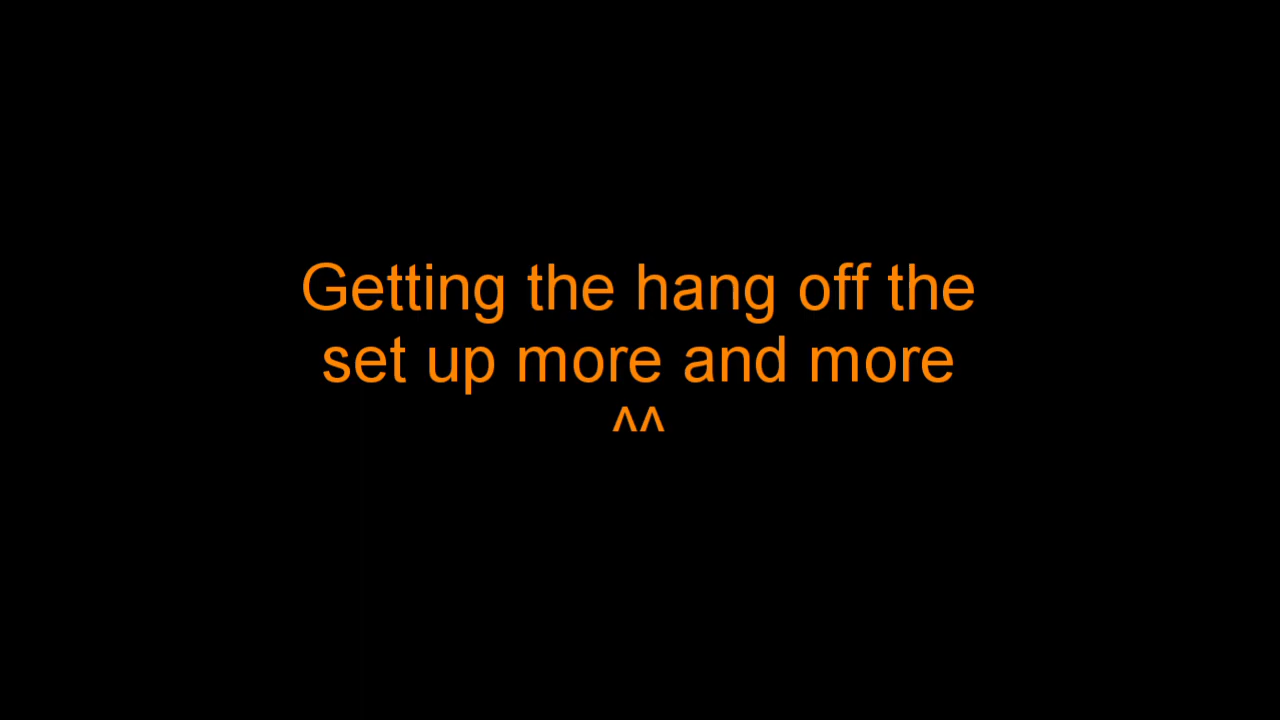 Getting the hang off the
set up more and more
^^